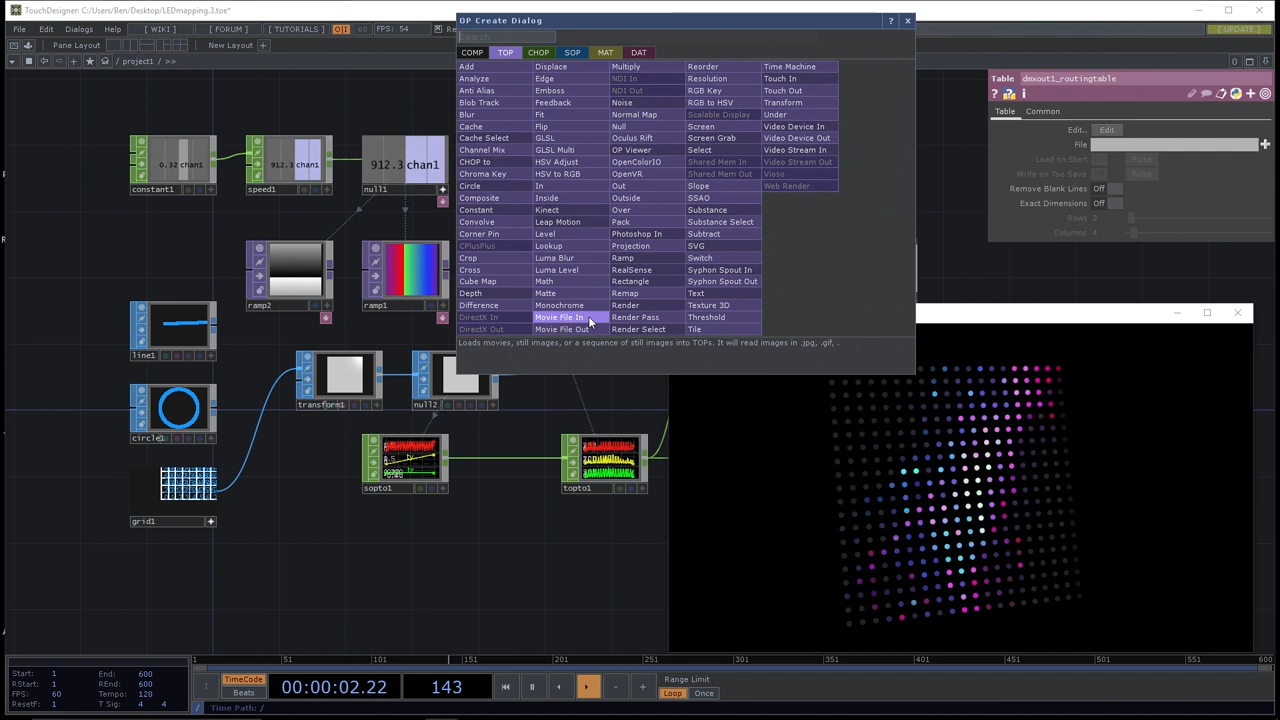 TouchDesigner: C:/Users/Ben/Desktop/LEDmapping.3.toe*
File Edit Dialogs Help [ WIKI ] [ FORUM ] [ TUTORIALS ] O|I 60 FPS: 54 Re [ UPDATE ]
Pane Layout New Layout +
/ project1 / >>
OP Create Dialog ? x
Search
COMP TOP CHOP SOP MAT DAT
Add Displace Multiply Reorder Time Machine
Analyze Edge NDI In Resolution Touch In
Anti Alias Emboss NDI Out RGB Key Touch Out
Blob Track Feedback Noise RGB to HSV Transform
Blur Fit Normal Map Scalable Display Under
Cache Flip Null Screen Video Device In
Cache Select GLSL Oculus Rift Screen Grab Video Device Out
Channel Mix GLSL Multi OP Viewer Select Video Stream In
CHOP to HSV Adjust OpenColorIO Shared Mem In Video Stream Out
Chroma Key HSV to RGB OpenVR Shared Mem Out Vioso
Circle In Out Slope Web Render
Composite Inside Outside SSAO
Constant Kinect Over Substance
Convolve Leap Motion Pack Substance Select
Corner Pin Level Photoshop In Subtract
CPlusPlus Lookup Projection SVG
Crop Luma Blur Ramp Switch
Cross Luma Level RealSense Syphon Spout In
Cube Map Math Rectangle Syphon Spout Out
Depth Matte Remap Text
Difference Monochrome Render Texture 3D
DirectX In Movie File In Render Pass Threshold
DirectX Out Movie File Out Render Select Tile
Loads movies, still images, or a sequence of still images into TOPs. It will read images in .jpg, .gif, .
dmxout1_routingtable
? i
Table Common
Edit.. Edit
File
Load on Start Off Pulse
Write on Toe Save Off Pulse
Remove Blank Lines Off
Exact Dimensions Off
Rows 2
Columns 4
0.32 chan1
constant1
912.3 chan1
speed1
912.3 chan1
null1
ramp2
ramp1
line1
circle1
transform1
null2
grid1
sopto1
topto1
1 51 101 151 201 251 301 351 401 451 501 551 600
Start: 1 End: 600
RStart: 1 REnd: 600
FPS: 60 Tempo: 120
ResetF: 1 T Sig: 4 4
TimeCode
Beats
00:00:02.22
143
Range Limit
Loop Once
/ Time Path: /